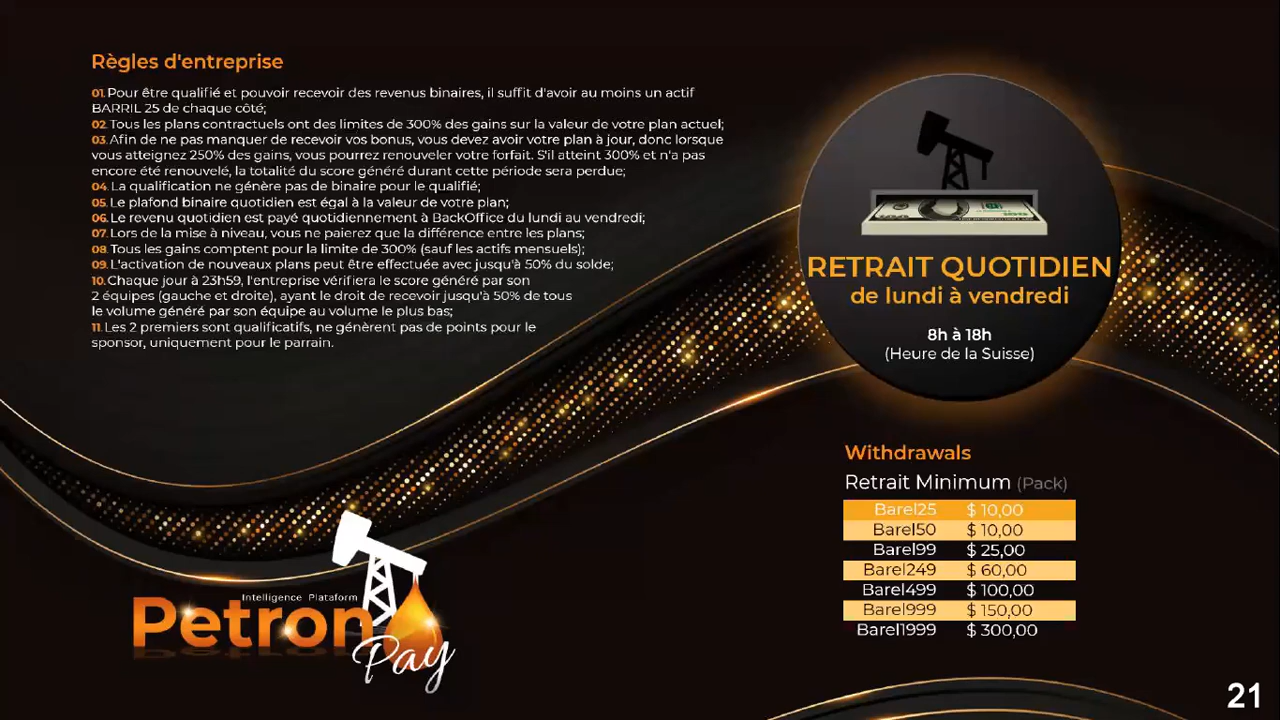 Règles d'entreprise
01.Pour être qualifié et pouvoir recevoir des revenus binaires, il suffit d'avoir au moins un actif
BARRIL 25 de chaque côté;
02.Tous les plans contractuels ont des limites de 300% des gains sur la valeur de votre plan actuel;
03.Afin de ne pas manquer de recevoir vos bonus, vous devez avoir votre plan à jour, donc lorsque
vous atteignez 250% des gains, vous pourrez renouveler votre forfait. S'il atteint 300% et n'a pas
encore été renouvelé, la totalité du score généré durant cette période sera perdue;
04.La qualification ne génère pas de binaire pour le qualifié;
05.Le plafond binaire quotidien est égal à la valeur de votre plan;
06.Le revenu quotidien est payé quotidiennement à BackOffice du lundi au vendredi;
07.Lors de la mise à niveau, vous ne paierez que la différence entre les plans;
08.Tous les gains comptent pour la limite de 300% (sauf les actifs mensuels);
09.L'activation de nouveaux plans peut être effectuée avec jusqu'à 50% du solde;
10.Chaque jour à 23h59, l'entreprise vérifiera le score généré par son
2 équipes (gauche et droite), ayant le droit de recevoir jusqu'à 50% de tous
le volume généré par son équipe au volume le plus bas;
11.Les 2 premiers sont qualificatifs, ne génèrent pas de points pour le
sponsor, uniquement pour le parrain.
RETRAIT QUOTIDIEN
de lundi à vendredi
8h à 18h
(Heure de la Suisse)
Withdrawals
Retrait Minimum (Pack)
Barel25 $ 10,00
Barel50 $ 10,00
Barel99 $ 25,00
Barel249 $ 60,00
Barel499 $ 100,00
Barel999 $ 150,00
Barel1999 $ 300,00
Intelligence Plataform
Petron
Pay
21